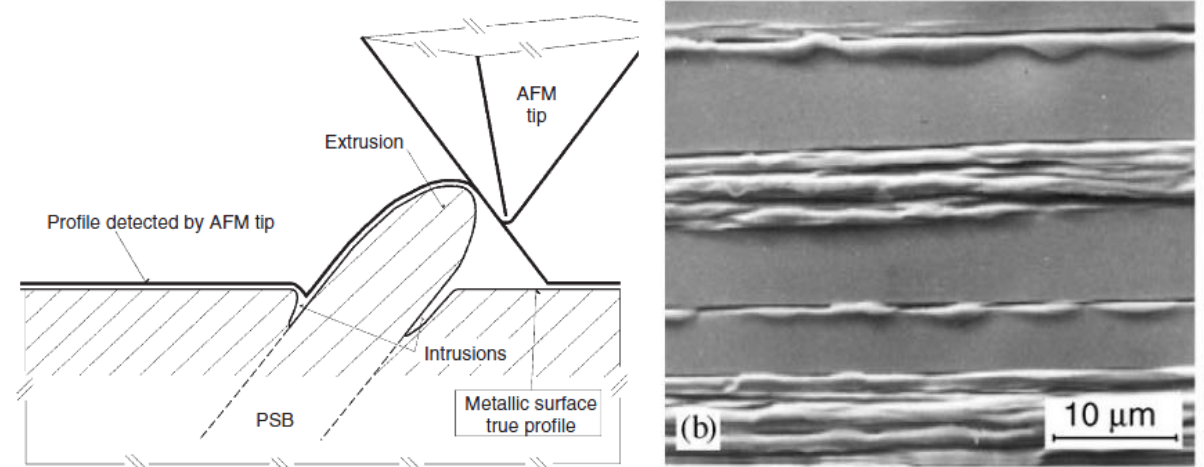 AFM
tip
Extrusion
Profile detected by AFM tip
Intrusions
Metallic surface
true profile
PSB
(b)
10 μm